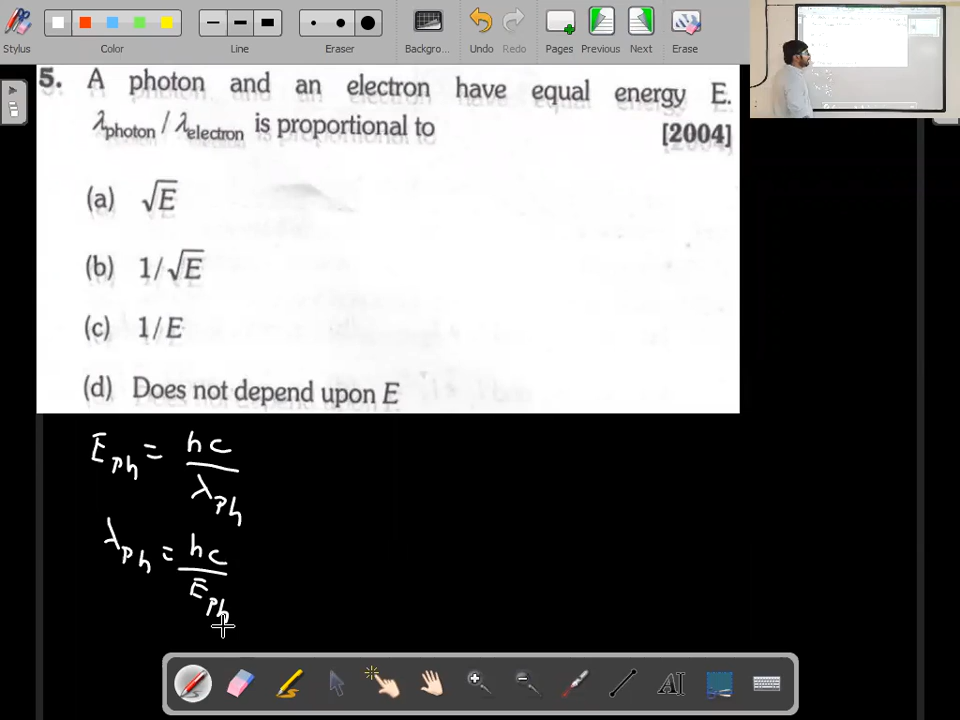 Stylus
Color
Line
Eraser
Backgro...
Undo
Redo
Pages
Previous
Next
Erase
5. A photon and an electron have equal energy E.
λphoton / λelectron is proportional to [2004]
(a) √E
(b) 1/√E
(c) 1/E
(d) Does not depend upon E
Eph = hc / λph
λph = hc / Eph
AI